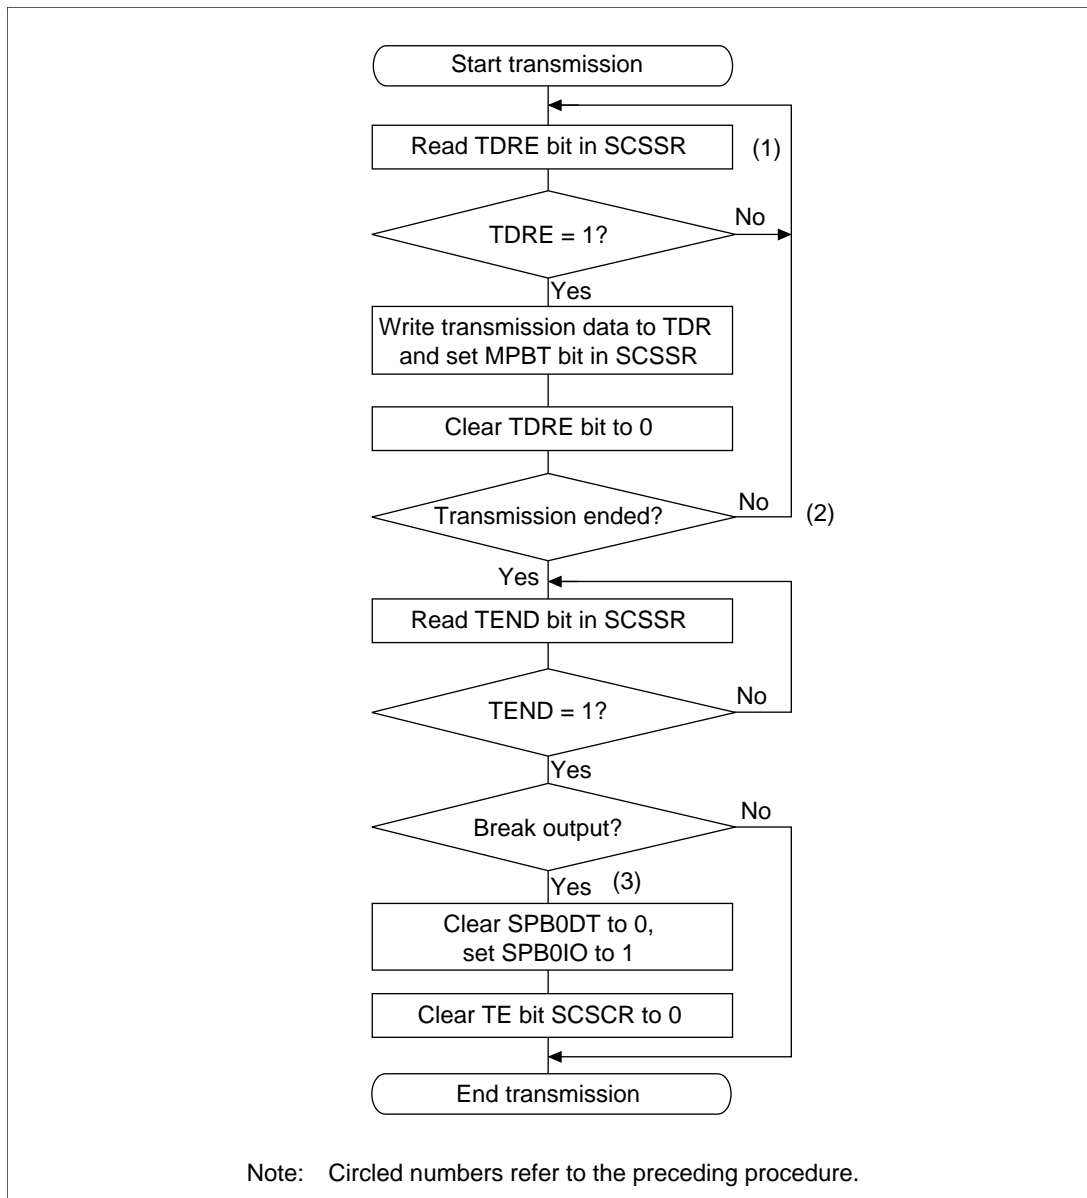 Start transmission
Read TDRE bit in SCSSR
(1)
TDRE = 1?
No
Yes
Write transmission data to TDR
and set MPBT bit in SCSSR
Clear TDRE bit to 0
Transmission ended?
No
(2)
Yes
Read TEND bit in SCSSR
TEND = 1?
No
Yes
Break output?
No
Yes
(3)
Clear SPB0DT to 0,
set SPB0IO to 1
Clear TE bit SCSCR to 0
End transmission
Note: Circled numbers refer to the preceding procedure.